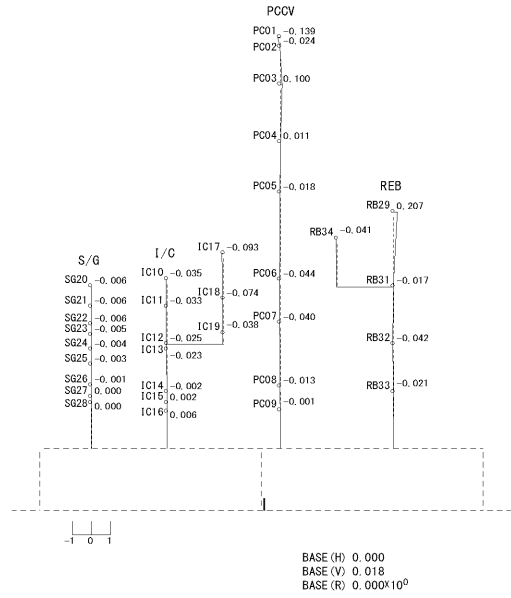 PCCV
PC01 -0.139
PC02 -0.024
PC03 0.100
PC04 0.011
PC05 -0.018
PC06 -0.044
PC07 -0.040
PC08 -0.013
PC09 -0.001
REB
RB29 0.207
RB34 -0.041
RB31 -0.017
RB32 -0.042
RB33 -0.021
I/C
IC17 -0.093
IC10 -0.035
IC18 -0.074
IC11 -0.033
IC19 -0.038
IC12 -0.025
IC13 -0.023
IC14 -0.002
IC15 0.002
IC16 0.006
S/G
SG20 -0.006
SG21 -0.006
SG22 -0.006
SG23 -0.005
SG24 -0.004
SG25 -0.003
SG26 -0.001
SG27 0.000
SG28 0.000
-1 0 1
BASE(H) 0.000
BASE(V) 0.018
BASE(R) 0.000X10⁰